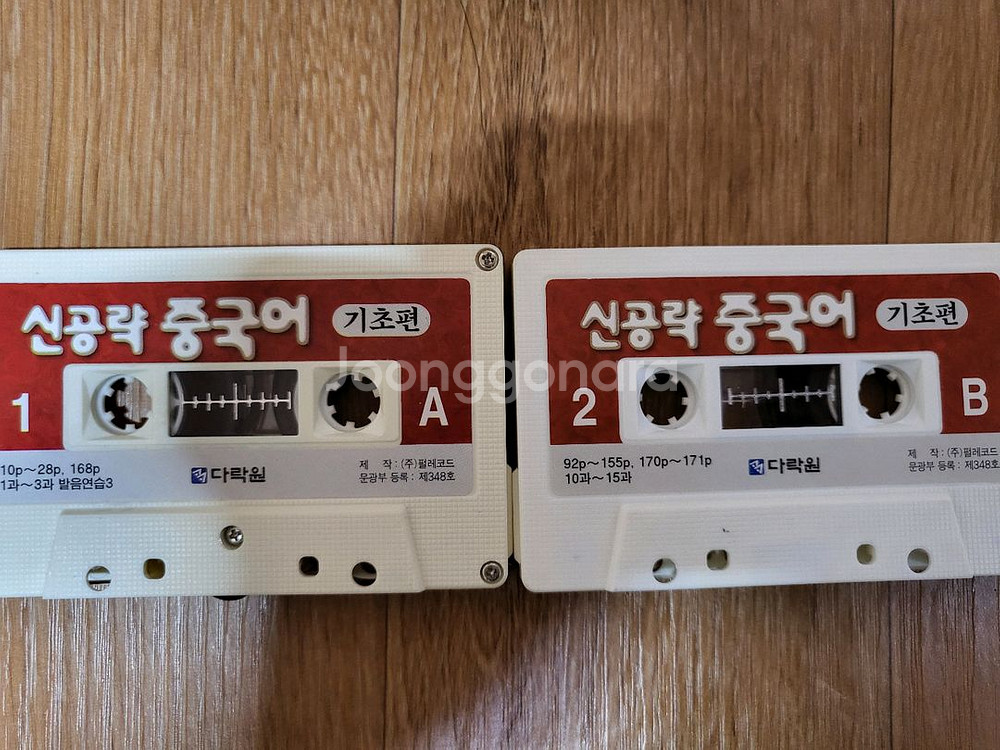 신공략 중국어 기초편
1
A
10p~28p, 168p
1과~3과 발음연습3
다락원
제 작 : (주)펄레코드
문광부 등록 : 제348호
신공략 중국어 기초편
2
B
92p~155p, 170p~171p
10과~15과
다락원
제 작 : (주)펄레코드
문광부 등록 : 제348호
joonggonara